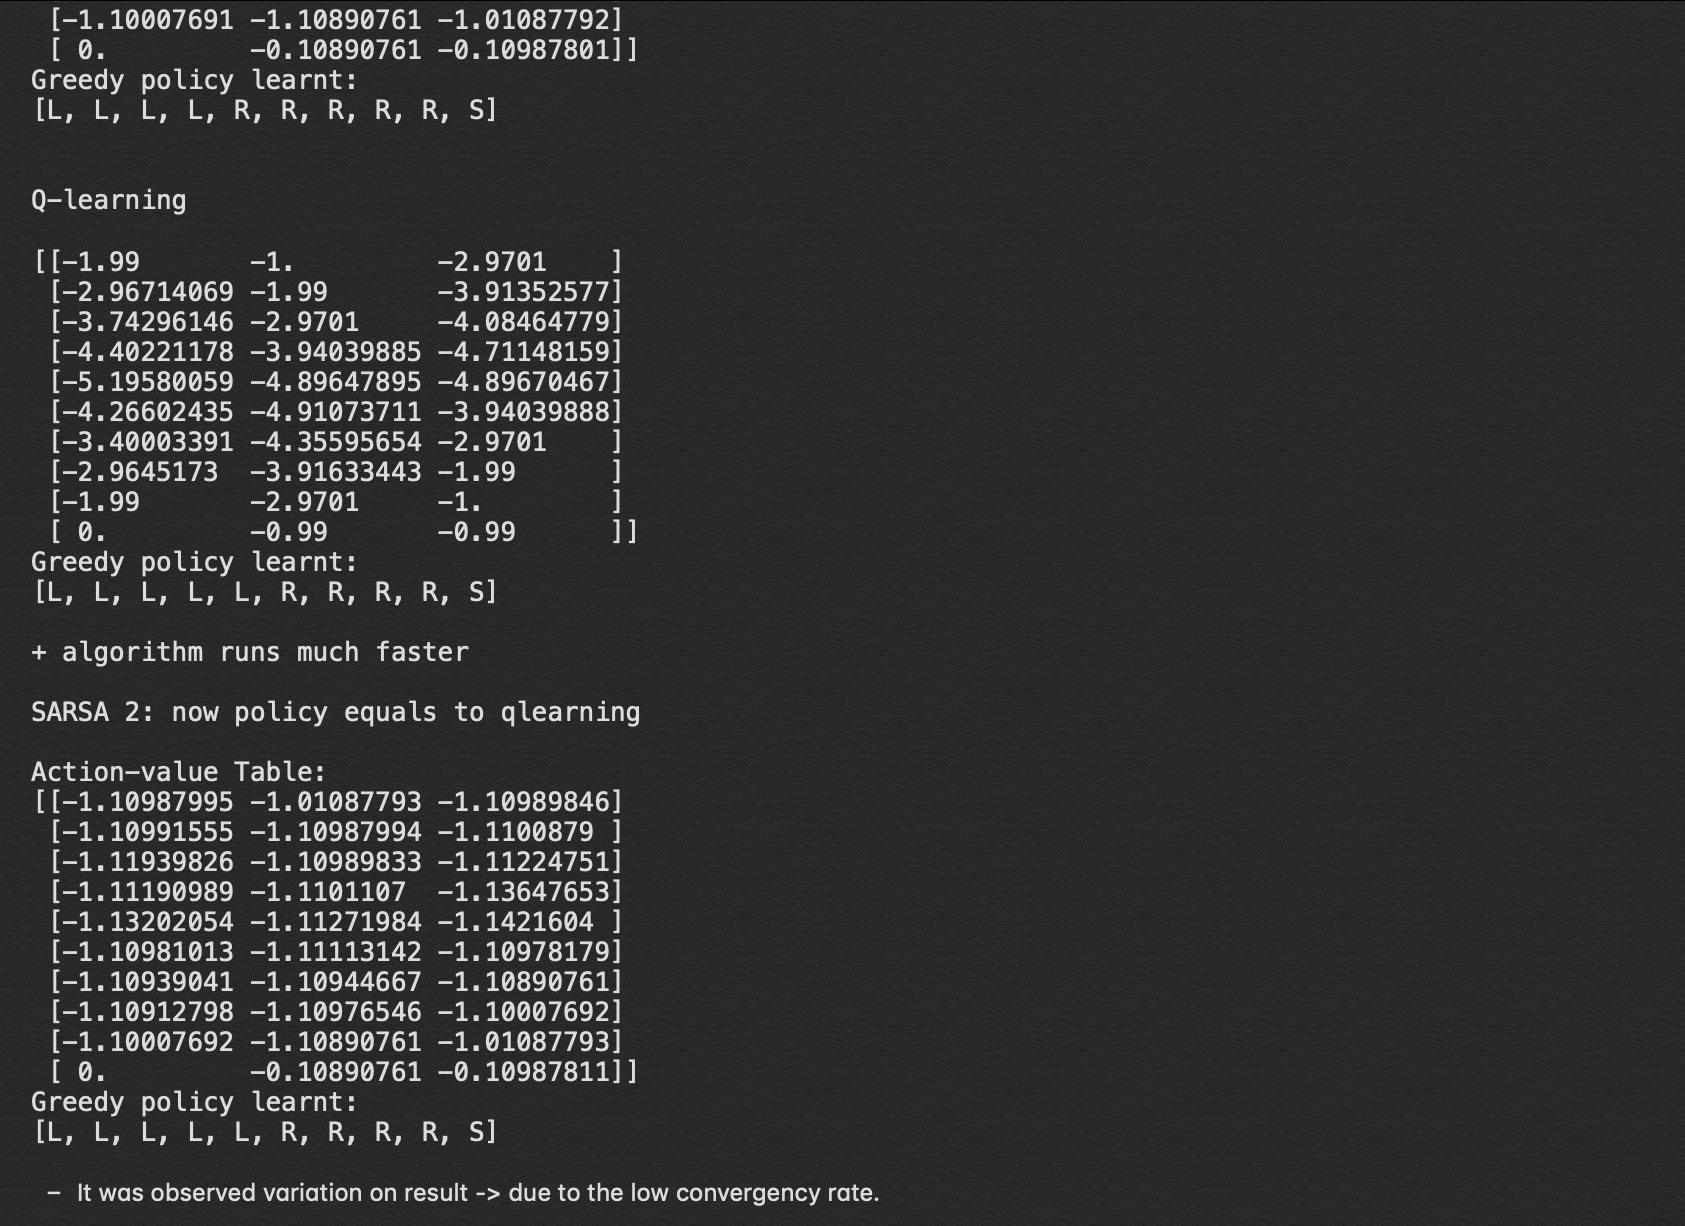 [-1.10007691 -1.10890761 -1.01087792]
[ 0.         -0.10890761 -0.10987801]]
Greedy policy learnt:
[L, L, L, L, R, R, R, R, R, S]
Q-learning
[[-1.99       -1.         -2.9701    ]
[-2.96714069 -1.99       -3.91352577]
[-3.74296146 -2.9701     -4.08464779]
[-4.40221178 -3.94039885 -4.71148159]
[-5.19580059 -4.89647895 -4.89670467]
[-4.26602435 -4.91073711 -3.94039888]
[-3.40003391 -4.35595654 -2.9701    ]
[-2.9645173  -3.91633443 -1.99      ]
[-1.99       -2.9701     -1.        ]
[ 0.         -0.99       -0.99      ]]
Greedy policy learnt:
[L, L, L, L, L, R, R, R, R, S]
+ algorithm runs much faster
SARSA 2: now policy equals to qlearning
Action-value Table:
[[-1.10987995 -1.01087793 -1.10989846]
[-1.10991555 -1.10987994 -1.1100879 ]
[-1.11939826 -1.10989833 -1.11224751]
[-1.11190989 -1.1101107  -1.13647653]
[-1.13202054 -1.11271984 -1.1421604 ]
[-1.10981013 -1.11113142 -1.10978179]
[-1.10939041 -1.10944667 -1.10890761]
[-1.10912798 -1.10976546 -1.10007692]
[-1.10007692 -1.10890761 -1.01087793]
[ 0.         -0.10890761 -0.10987811]]
Greedy policy learnt:
[L, L, L, L, L, R, R, R, R, S]
– It was observed variation on result -> due to the low convergency rate.